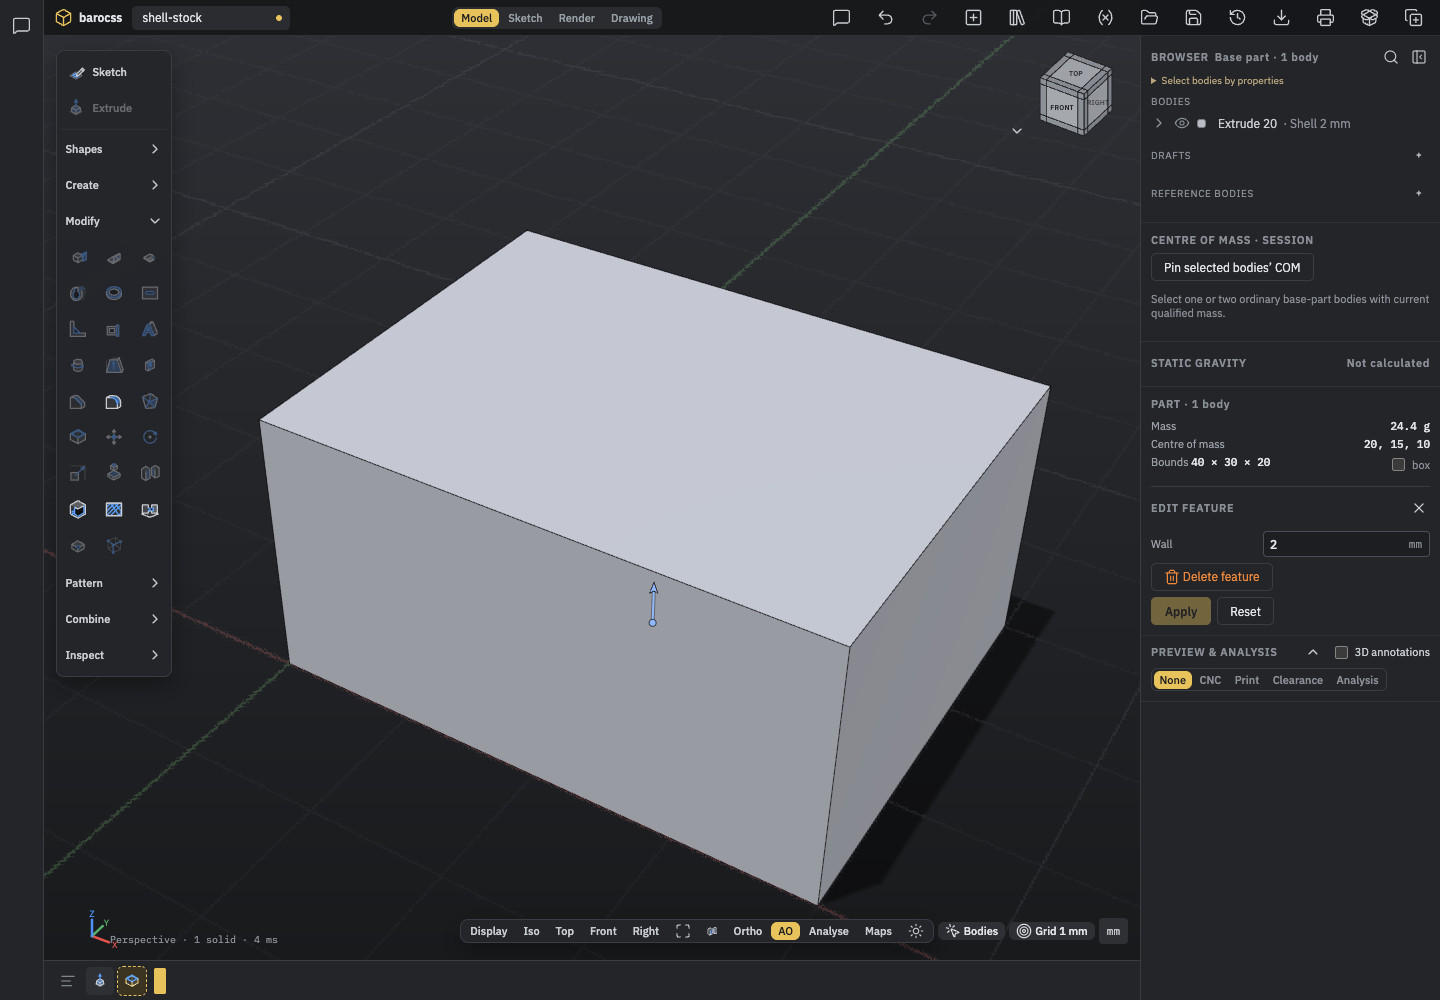 barocss
shell-stock
Model Sketch Render Drawing
Sketch
Extrude
Shapes
Create
Modify
Pattern
Combine
Inspect
TOP
FRONT
RIGHT
BROWSER Base part · 1 body
Select bodies by properties
BODIES
Extrude 20 · Shell 2 mm
DRAFTS
REFERENCE BODIES
CENTRE OF MASS · SESSION
Pin selected bodies’ COM
Select one or two ordinary base-part bodies with current
qualified mass.
STATIC GRAVITY Not calculated
PART · 1 body
Mass 24.4 g
Centre of mass 20, 15, 10
Bounds 40 × 30 × 20 box
EDIT FEATURE
Wall 2 mm
Delete feature
Apply Reset
PREVIEW & ANALYSIS 3D annotations
None CNC Print Clearance Analysis
Z
Y
X
Perspective · 1 solid · 4 ms
Display Iso Top Front Right Ortho AO Analyse Maps Bodies Grid 1 mm mm